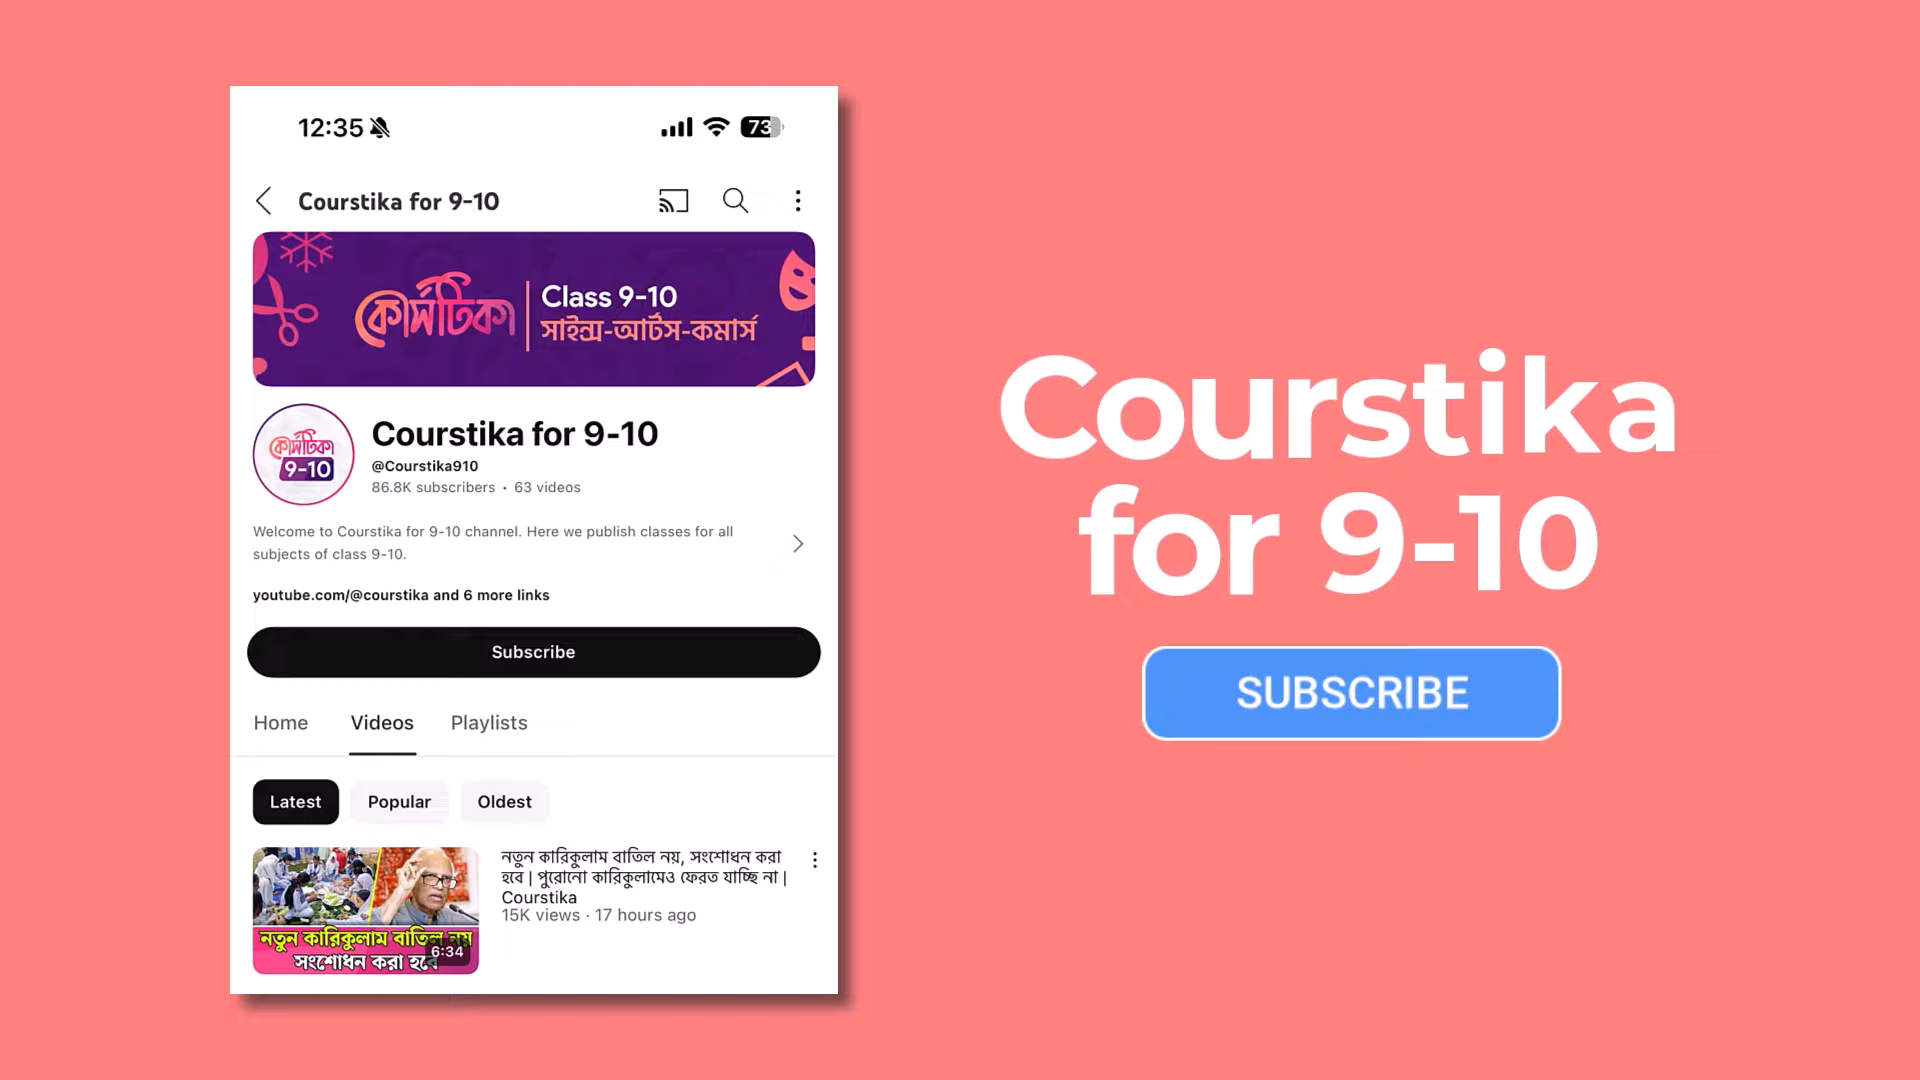 12:35
73
Courstika for 9-10
কোর্সটিকা
Class 9-10
সাইন্স-আর্টস-কমার্স
কোর্সটিকা
9-10
Courstika for 9-10
@Courstika910
86.8K subscribers • 63 videos
Welcome to Courstika for 9-10 channel. Here we publish classes for all
subjects of class 9-10.
youtube.com/@courstika and 6 more links
Subscribe
Home Videos Playlists
Latest Popular Oldest
নতুন কারিকুলাম বাতিল নয়
সংশোধন করা হবে
6:34
নতুন কারিকুলাম বাতিল নয়, সংশোধন করা
হবে | পুরোনো কারিকুলামেও ফেরত যাচ্ছি না |
Courstika
15K views · 17 hours ago
Courstika
for 9-10
SUBSCRIBE